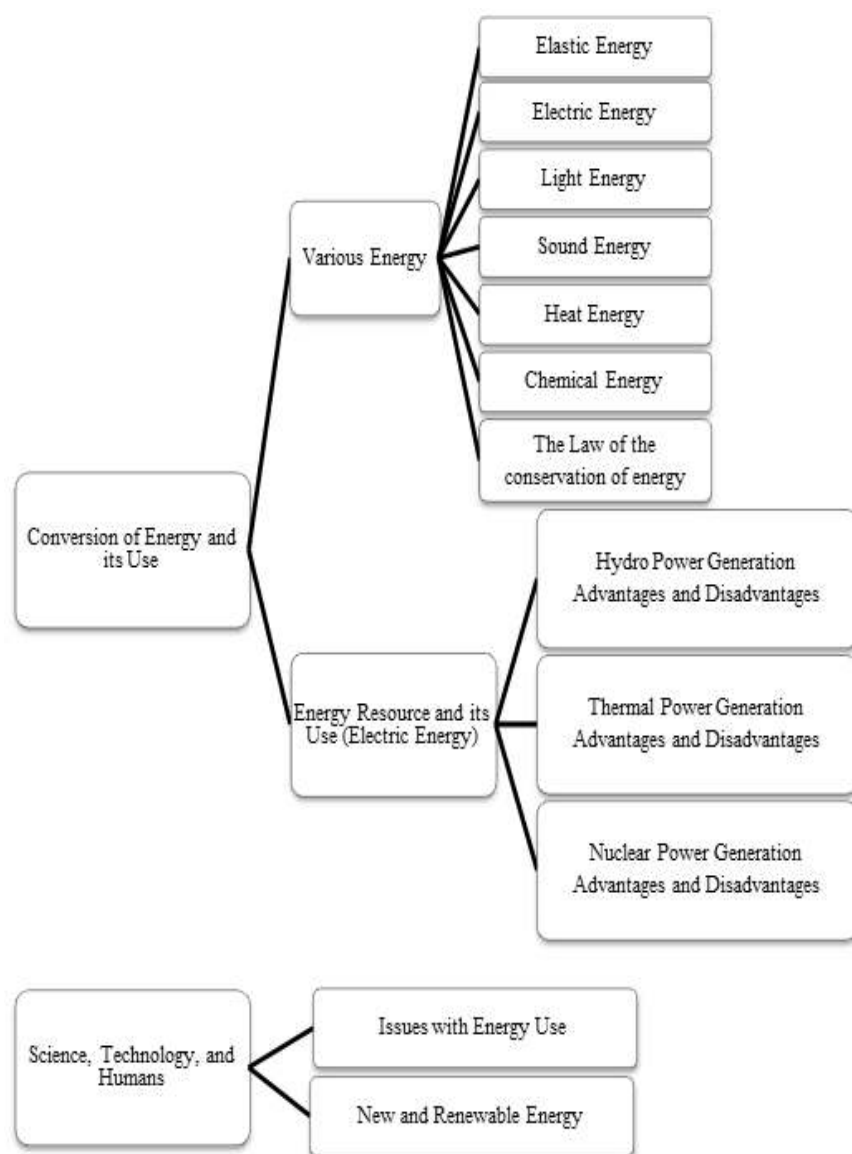 Elastic Energy
Electric Energy
Light Energy
Various Energy
Sound Energy
Heat Energy
Chemical Energy
The Law of the
conservation of energy
Conversion of Energy and
its Use
Hydro Power Generation
Advantages and Disadvantages
Energy Resource and its
Use (Electric Energy)
Thermal Power Generation
Advantages and Disadvantages
Nuclear Power Generation
Advantages and Disadvantages
Science, Technology, and
Humans
Issues with Energy Use
New and Renewable Energy